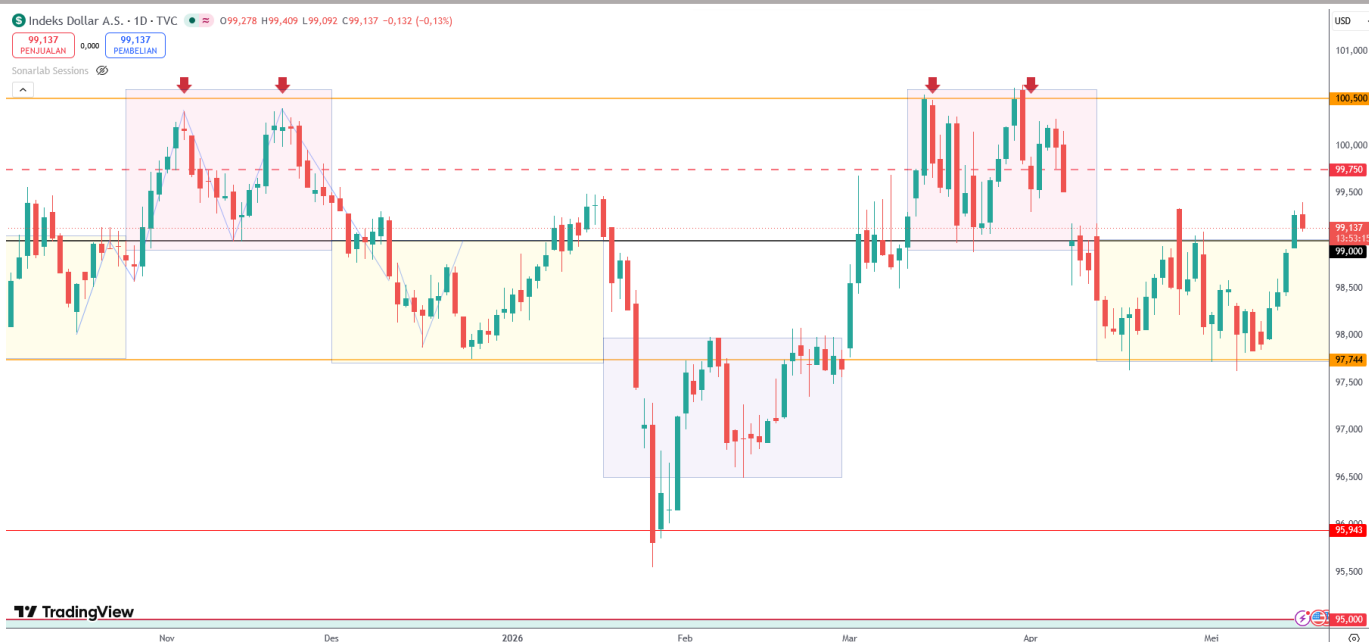 Indeks Dollar A.S. · 1D · TVC O99,278 H99,409 L99,092 C99,137 −0,132 (−0,13%)
99,137 PENJUALAN
0,000
99,137 PEMBELIAN
Sonarlab Sessions
USD
101,000
100,500
100,000
99,750
99,500
99,137
99,000
98,500
98,000
97,744
97,500
97,000
96,500
95,943
95,500
95,000
TradingView
Nov Des 2026 Feb Mar Apr Mei